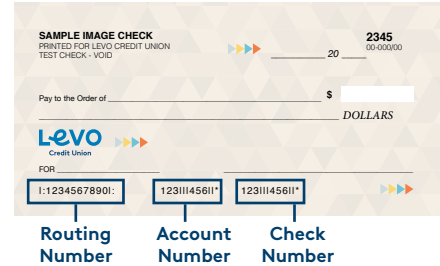 SAMPLE IMAGE CHECK
PRINTED FOR LEVO CREDIT UNION
TEST CHECK - VOID
2345
00-000/00
20
Pay to the Order of
$
DOLLARS
Levo
Credit Union
FOR
I:1234567890I: 123III456II* 123III456II*
Routing Number
Account Number
Check Number